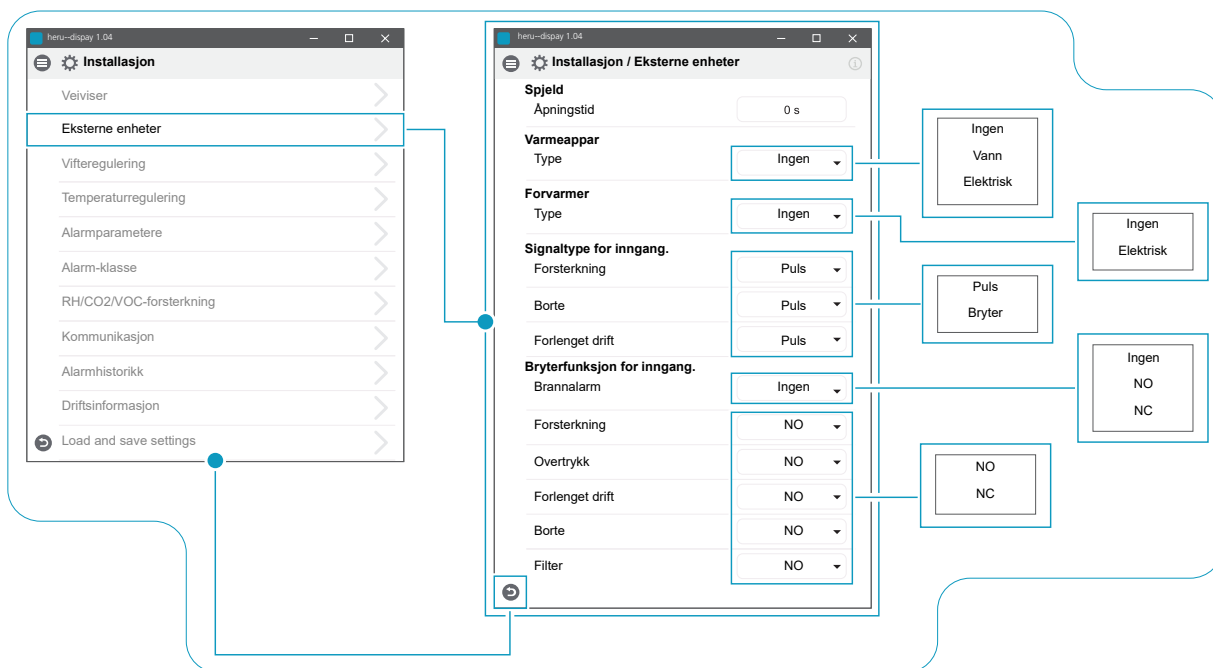 heru--dispay 1.04
Installasjon
Veiviser
Eksterne enheter
Vifteregulering
Temperaturregulering
Alarmparametere
Alarm-klasse
RH/CO2/VOC-forsterkning
Kommunikasjon
Alarmhistorikk
Driftsinformasjon
Load and save settings
heru--dispay 1.04
Installasjon / Eksterne enheter
Spjeld
Åpningstid 0 s
Varmeappar
Type Ingen
Forvarmer
Type Ingen
Signaltype for inngang.
Forsterkning Puls
Borte Puls
Forlenget drift Puls
Bryterfunksjon for inngang.
Brannalarm Ingen
Forsterkning NO
Overtrykk NO
Forlenget drift NO
Borte NO
Filter NO
Ingen
Vann
Elektrisk
Ingen
Elektrisk
Puls
Bryter
Ingen
NO
NC
NO
NC